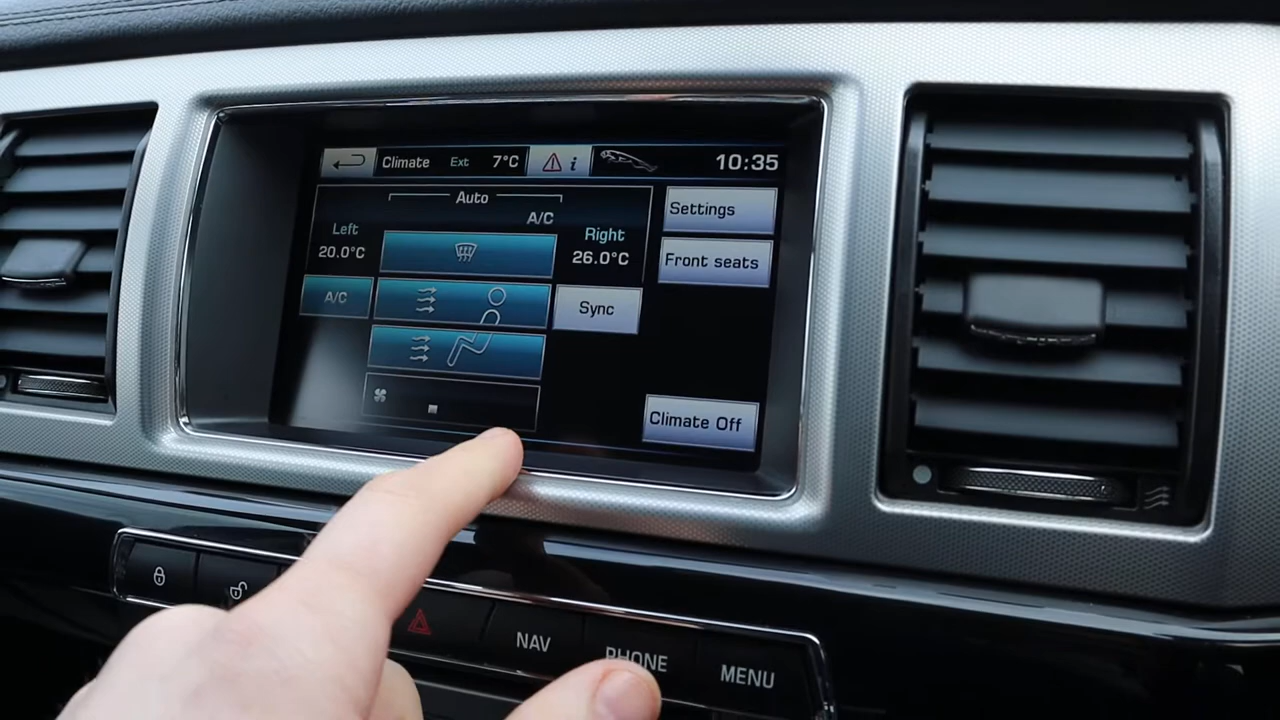 Climate Ext 7°C i 10:35
Auto
A/C
Left
20.0°C
Right
26.0°C
A/C
Sync
Settings
Front seats
Climate Off
NAV
PHONE
MENU